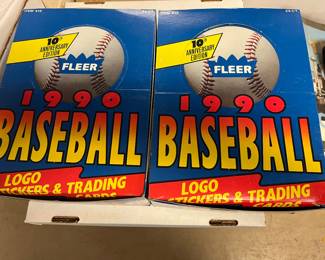 10th
ANNIVERSARY
EDITION
FLEER
1990
BASEBALL
LOGO
STICKERS & TRADING
CARDS
10th
ANNIVERSARY
EDITION
FLEER
1990
BASEBALL
LOGO
STICKERS & TRADING
CARDS